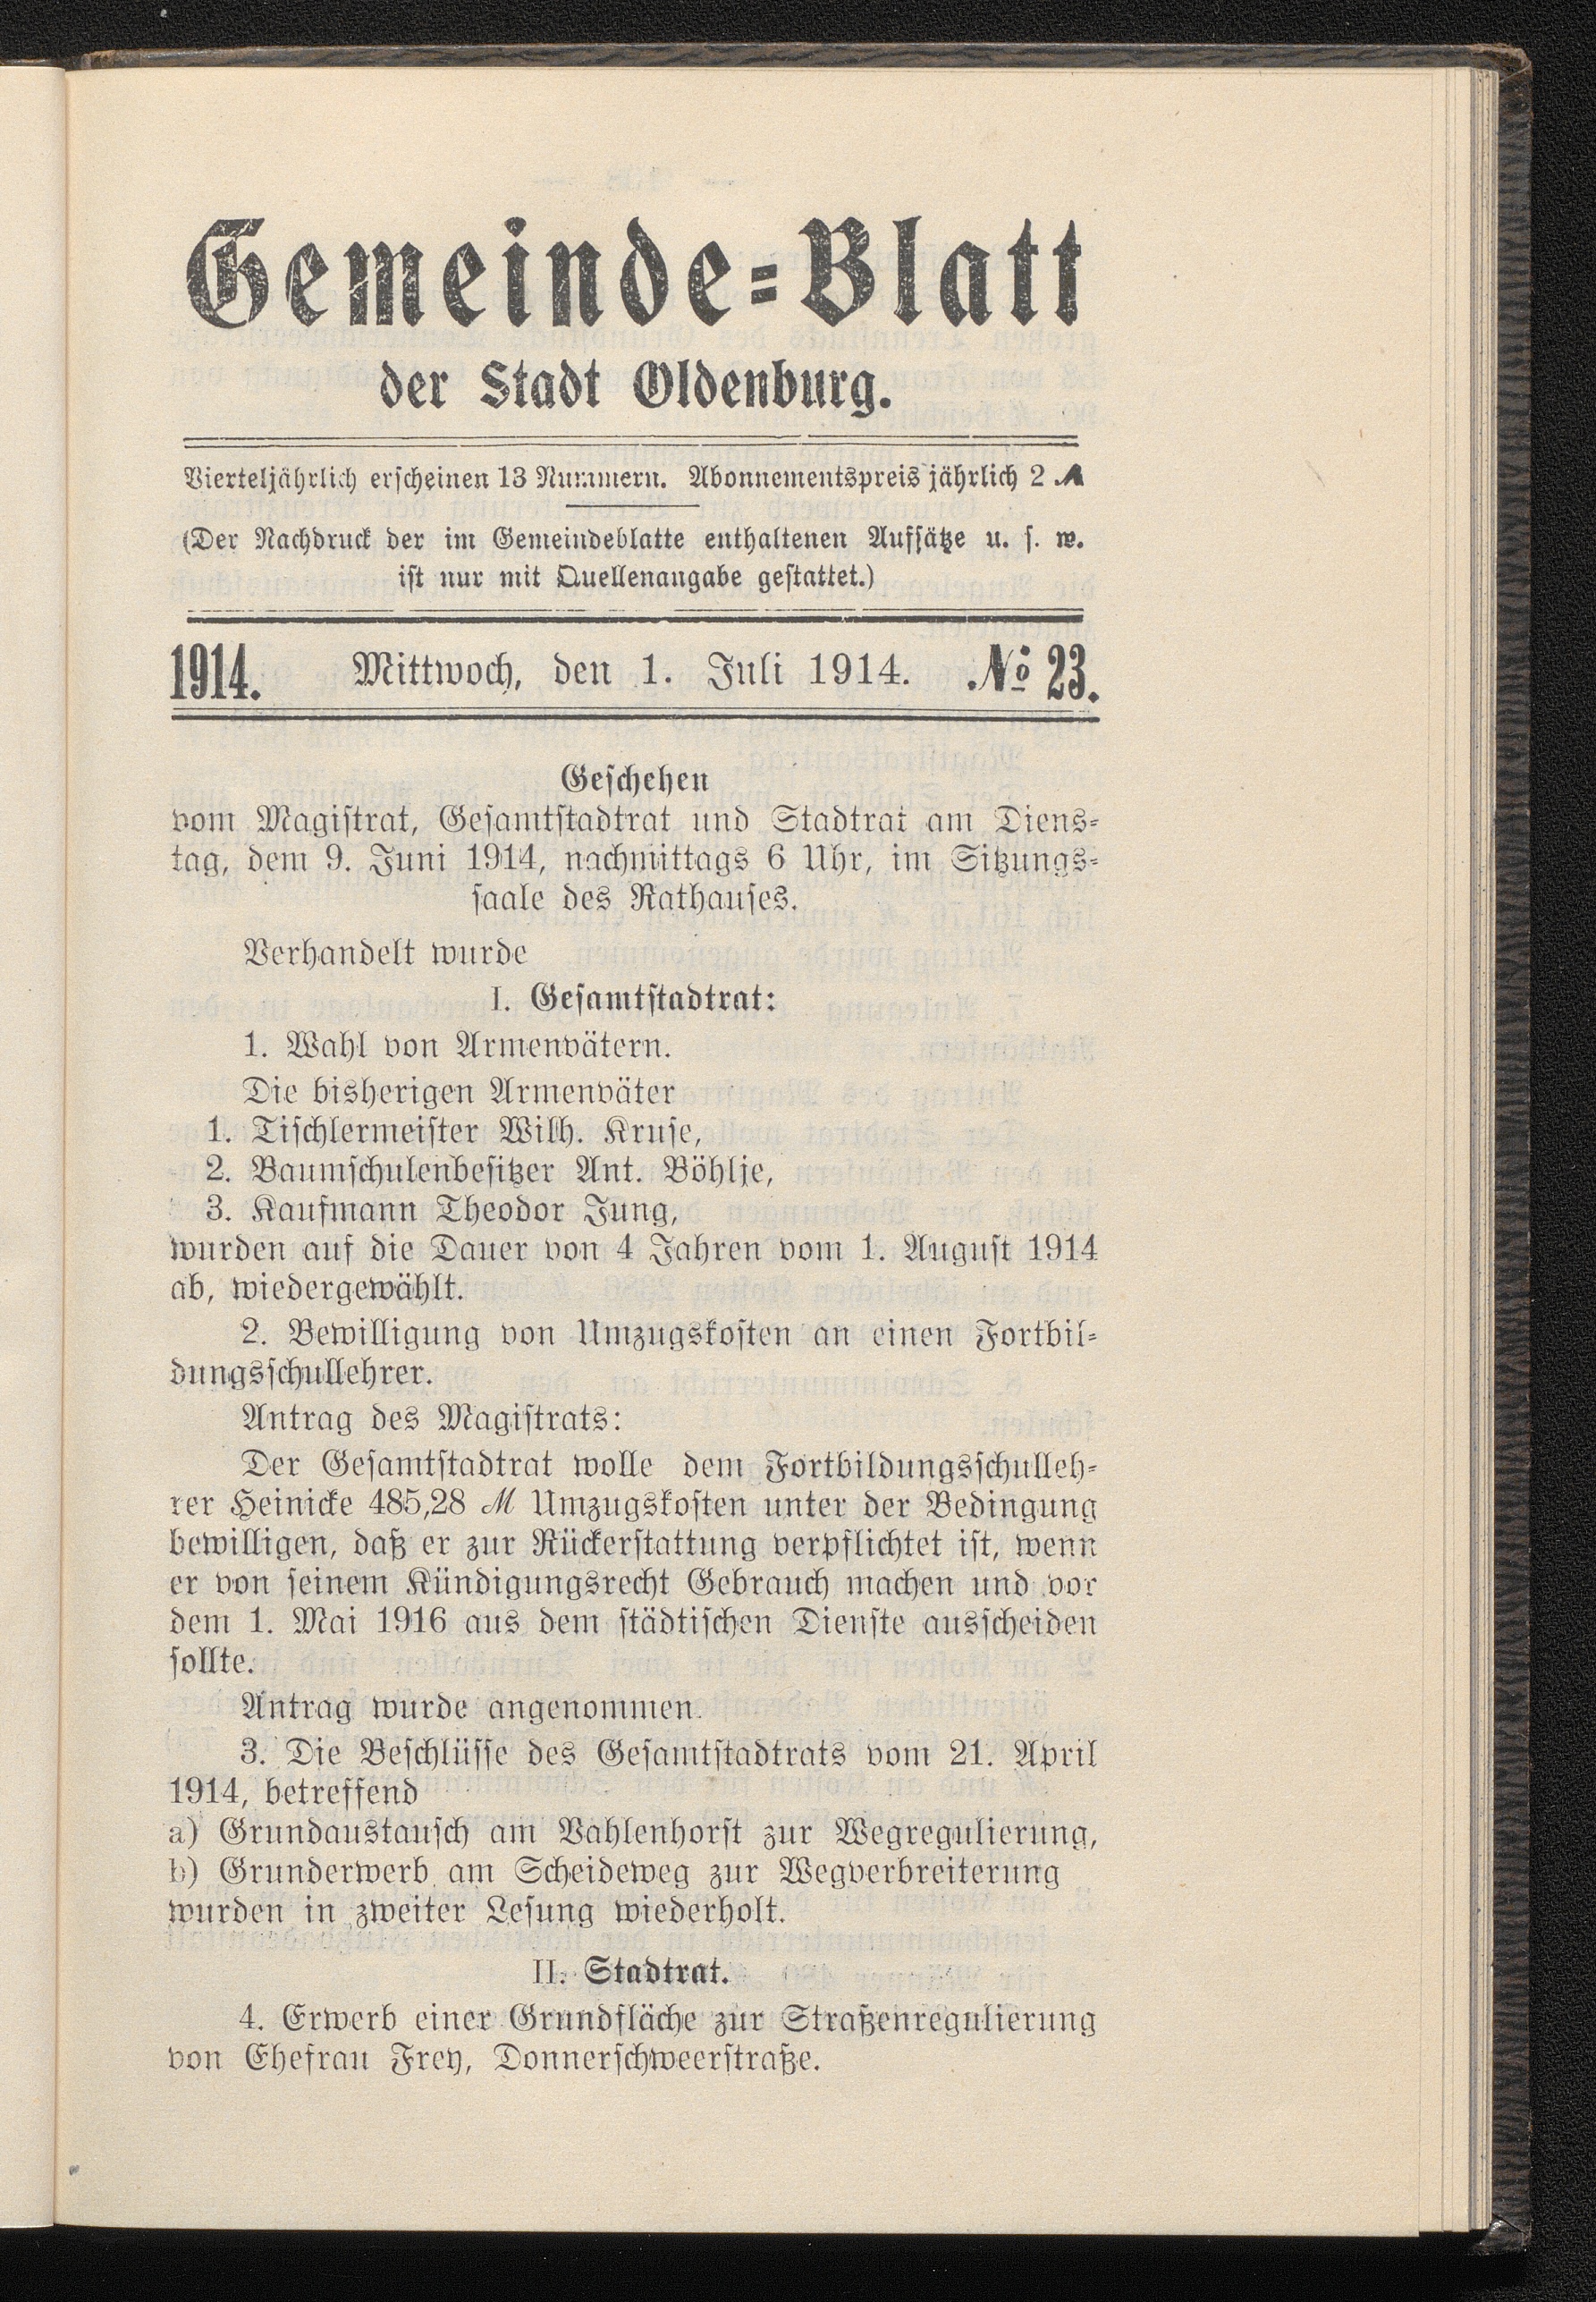 Gemeinde=Blatt
der Stadt Oldenburg.
Vierteljährlich erscheinen 13 Nummern. Abonnementspreis jährlich 2 ℳ
(Der Nachdruck der im Gemeindeblatte enthaltenen Aufsätze u. s. w.
ist nur mit Quellenangabe gestattet.)
1914. Mittwoch, den 1. Juli 1914. № 23.
Geschehen
vom Magistrat, Gesamtstadtrat und Stadtrat am Diens=
tag, dem 9. Juni 1914, nachmittags 6 Uhr, im Sitzungs=
saale des Rathauses.
Verhandelt wurde
I. Gesamtstadtrat:
1. Wahl von Armenvätern.
Die bisherigen Armenväter
1. Tischlermeister Wilh. Kruse,
2. Baumschulenbesitzer Ant. Böhlje,
3. Kaufmann Theodor Jung,
wurden auf die Dauer von 4 Jahren vom 1. August 1914
ab, wiedergewählt.
2. Bewilligung von Umzugskosten an einen Fortbil=
dungsschullehrer.
Antrag des Magistrats:
Der Gesamtstadtrat wolle dem Fortbildungsschulleh=
rer Heinicke 485,28 ℳ Umzugskosten unter der Bedingung
bewilligen, daß er zur Rückerstattung verpflichtet ist, wenn
er von seinem Kündigungsrecht Gebrauch machen und vor
dem 1. Mai 1916 aus dem städtischen Dienste ausscheiden
sollte.
Antrag wurde angenommen.
3. Die Beschlüsse des Gesamtstadtrats vom 21. April
1914, betreffend
a) Grundaustausch am Vahlenhorst zur Wegregulierung,
b) Grunderwerb am Scheideweg zur Wegverbreiterung
wurden in zweiter Lesung wiederholt.
II. Stadtrat.
4. Erwerb einer Grundfläche zur Straßenregulierung
von Ehefrau Frey, Donnerschweerstraße.